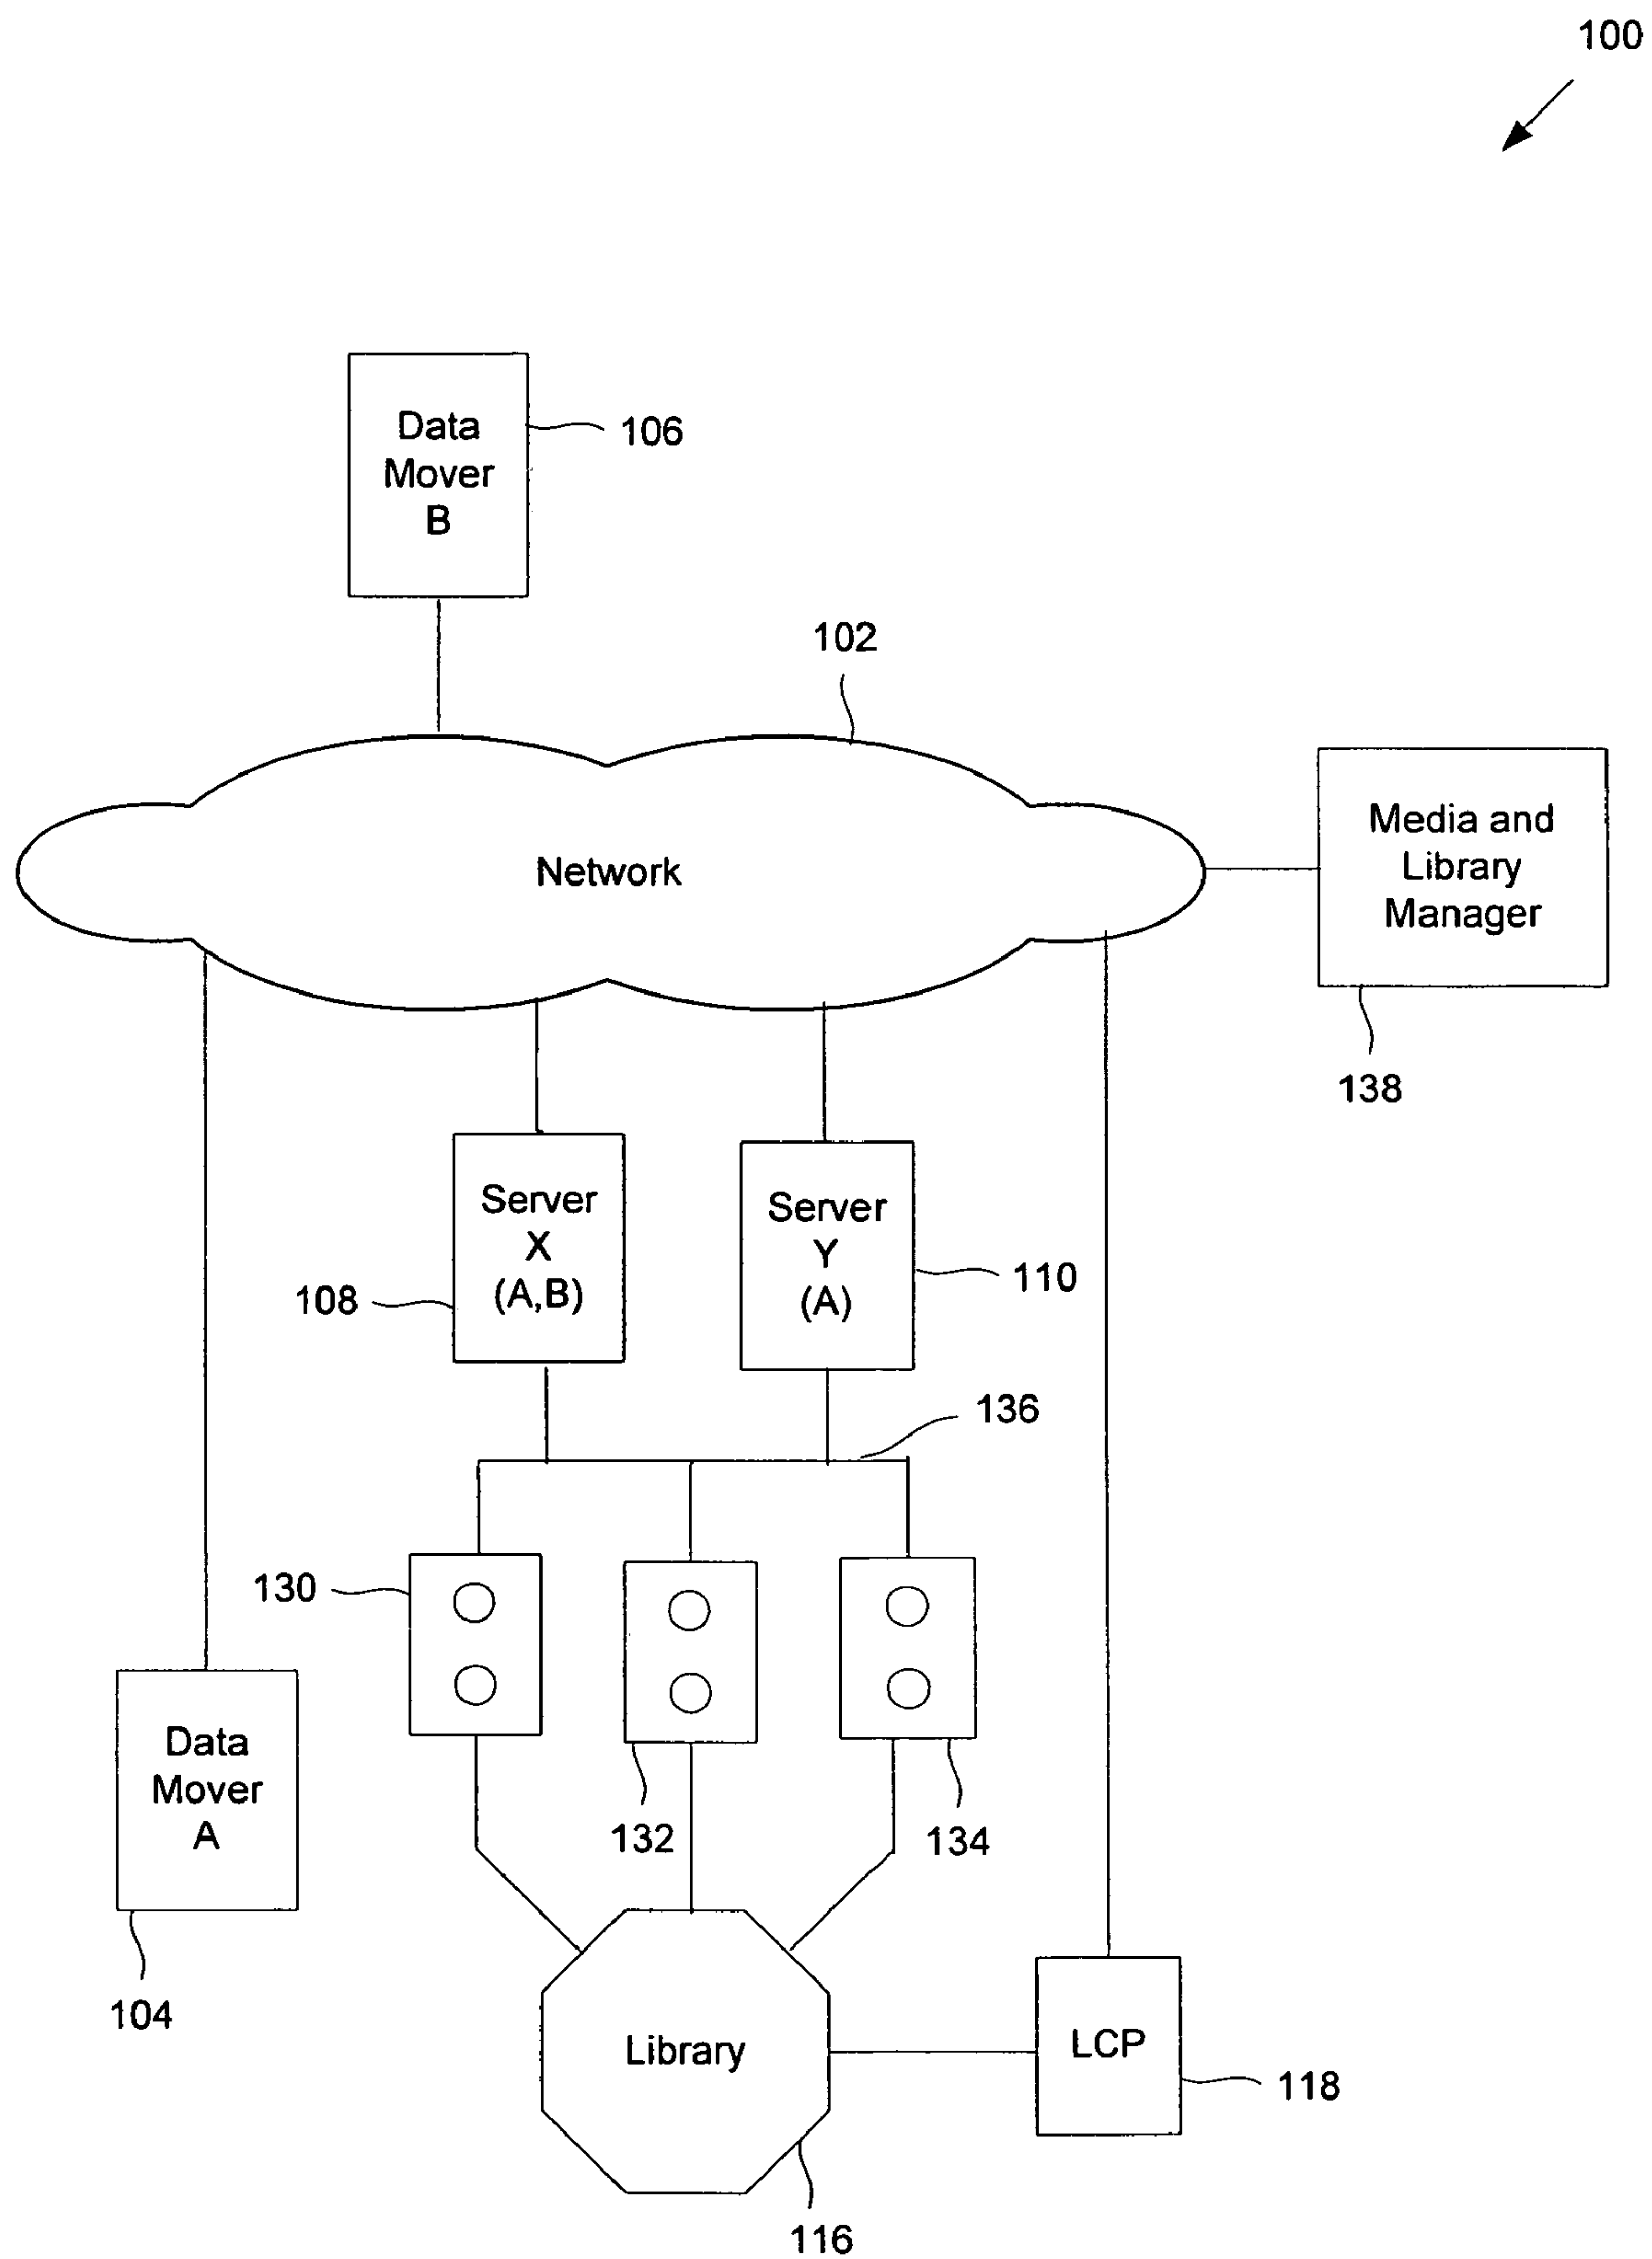 100
Data
Mover
B
106
102
Network
Media and
Library
Manager
138
Server
X
(A,B)
108
Server
Y
(A)
110
136
130
132
134
Data
Mover
A
104
Library
116
LCP
118